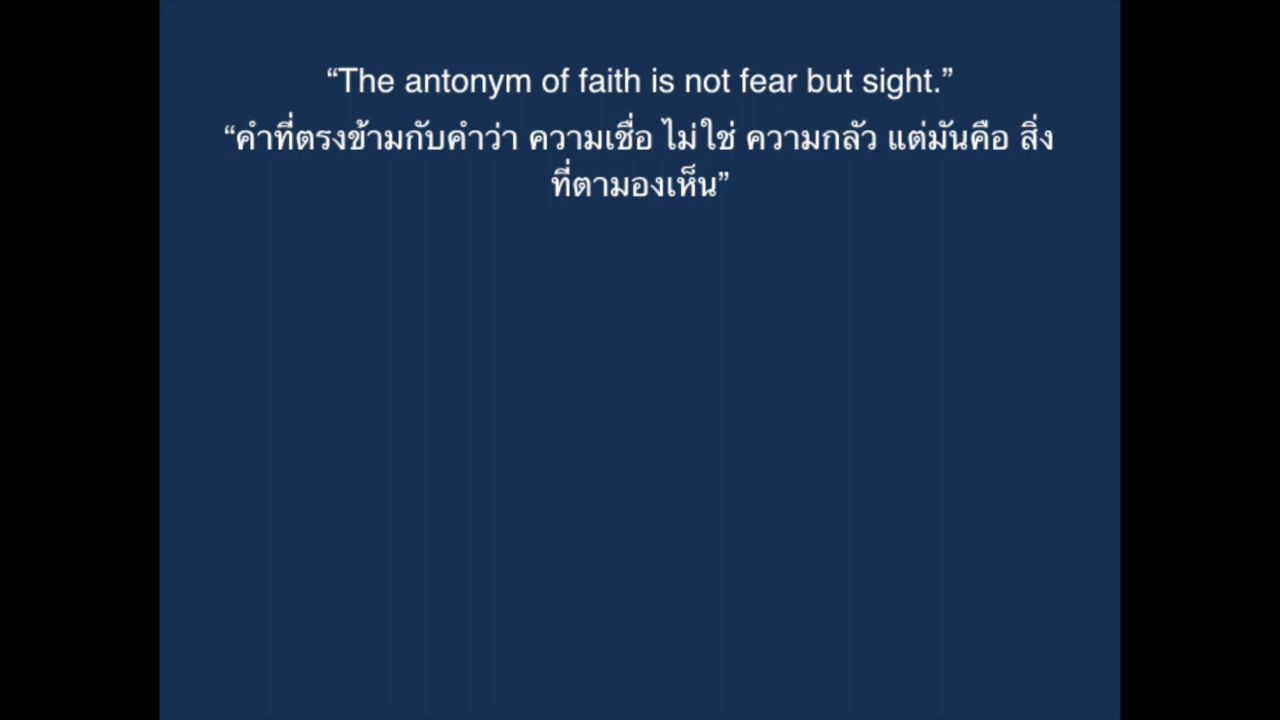 “The antonym of faith is not fear but sight.”
“คำที่ตรงข้ามกับคำว่า ความเชื่อ ไม่ใช่ ความกลัว แต่มันคือ สิ่ง
ที่ตามองเห็น”